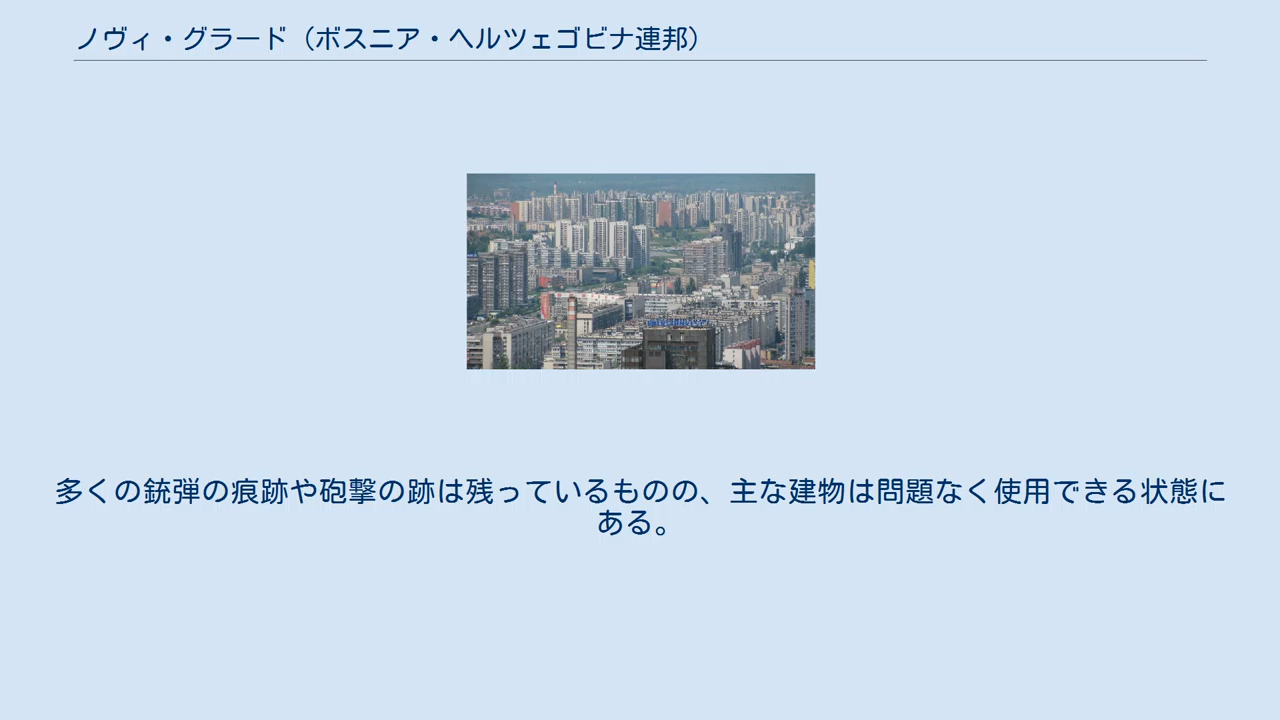 ノヴィ・グラード（ボスニア・ヘルツェゴビナ連邦）
多くの銃弾の痕跡や砲撃の跡は残っているものの、主な建物は問題なく使用できる状態に
ある。